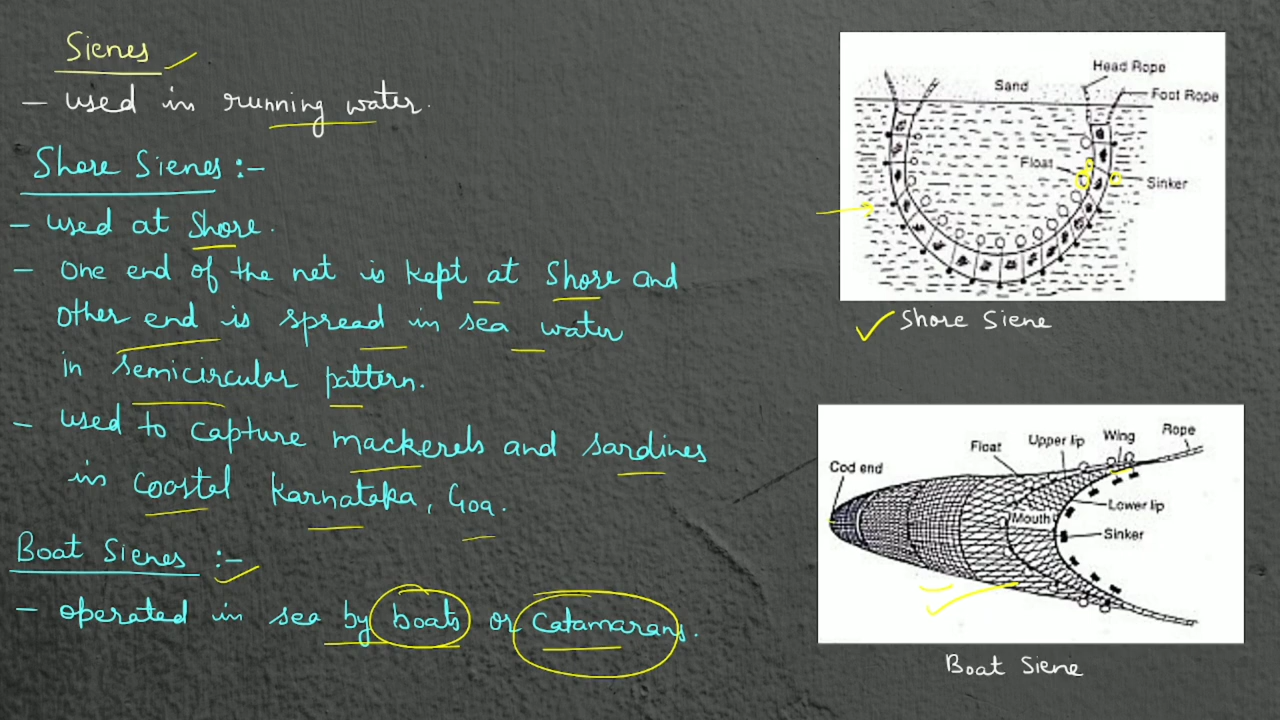 Sienes
- used in running water.
Shore Sienes :-
- used at Shore.
- One end of the net is kept at Shore and
other end is spread in sea water
in semicircular pattern.
- used to capture mackerels and sardines
in coastel Karnataka, Goa.
Boat Sienes :-
- operated in sea by boats or catamarans.
Head Rope
Sand
Foot Rope
Float
Sinker
Shore Siene
Rope
Wing
Upper lip
Float
Cod end
Lower lip
Mouth
Sinker
Boat Siene